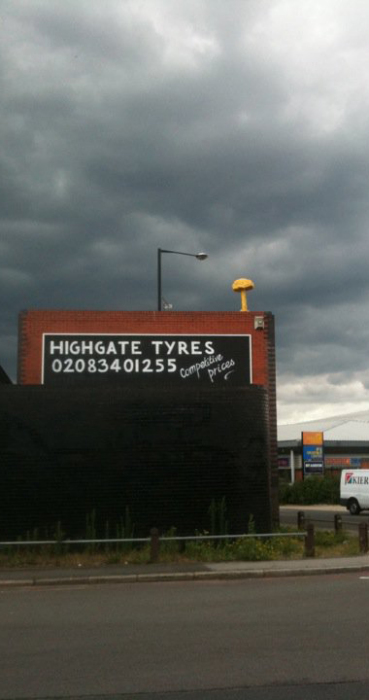 HIGHGATE TYRES
02083401255
Competitive
prices
KIER